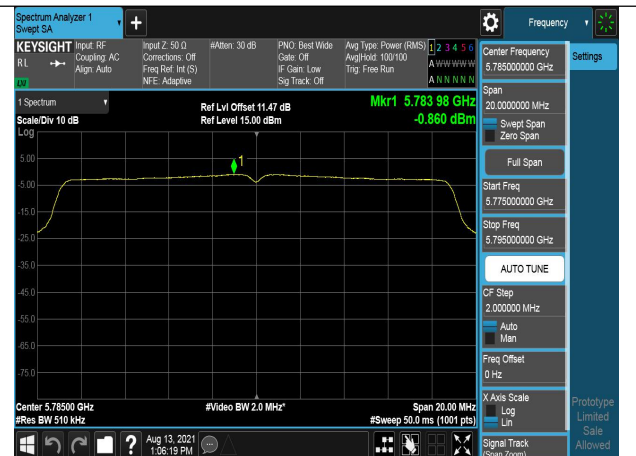 Spectrum Analyzer 1
Swept SA
+
Frequency
KEYSIGHT
RL
Input: RF
Coupling: AC
Align: Auto
Input Z: 50 Ω
Corrections: Off
Freq Ref: Int (S)
NFE: Adaptive
#Atten: 30 dB
PNO: Best Wide
Gate: Off
IF Gain: Low
Sig Track: Off
Avg Type: Power (RMS)
Avg|Hold: 100/100
Trig: Free Run
1 2 3 4 5 6
A W W W W W
A N N N N N
1 Spectrum
Scale/Div 10 dB
Log
Ref Lvl Offset 11.47 dB
Ref Level 15.00 dBm
Mkr1 5.783 98 GHz
-0.860 dBm
1
5.00
-5.00
-15.0
-25.0
-35.0
-45.0
-55.0
-65.0
-75.0
Center 5.78500 GHz
#Res BW 510 kHz
#Video BW 2.0 MHz*
Span 20.00 MHz
#Sweep 50.0 ms (1001 pts)
Center Frequency
5.785000000 GHz
Span
20.0000000 MHz
Swept Span
Zero Span
Full Span
Start Freq
5.775000000 GHz
Stop Freq
5.795000000 GHz
AUTO TUNE
CF Step
2.000000 MHz
Auto
Man
Freq Offset
0 Hz
X Axis Scale
Log
Lin
Signal Track
(Span Zoom)
Settings
Prototype
Limited
Sale
Allowed
?
Aug 13, 2021
1:06:19 PM